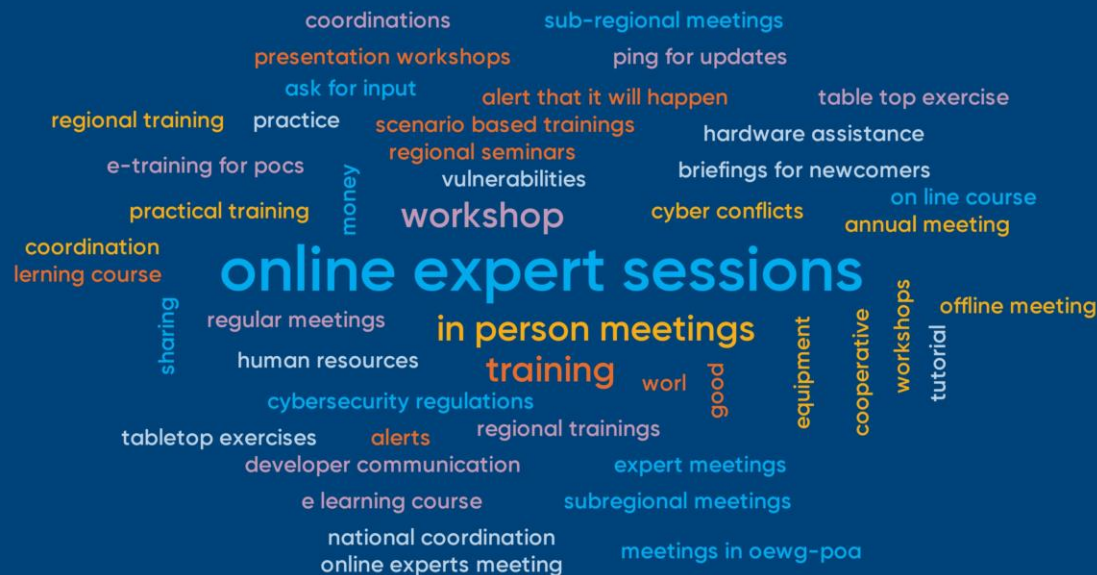 coordinations
sub-regional meetings
presentation workshops
ping for updates
ask for input
alert that it will happen
table top exercise
regional training
practice
scenario based trainings
hardware assistance
regional seminars
e-training for pocs
vulnerabilities
briefings for newcomers
money
on line course
practical training
workshop
cyber conflicts
annual meeting
coordination
online expert sessions
lerning course
sharing
regular meetings
in person meetings
equipment
cooperative
workshops
offline meeting
tutorial
human resources
training
worl
good
cybersecurity regulations
tabletop exercises
alerts
regional trainings
developer communication
expert meetings
e learning course
subregional meetings
national coordination
online experts meeting
meetings in oewg-poa